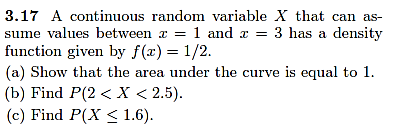 3.17 A continuous random variable X that can as-
sume values between x = 1 and x = 3 has a density
function given by f(x) = 1/2.
(a) Show that the area under the curve is equal to 1.
(b) Find P(2 < X < 2.5).
(c) Find P(X ≤ 1.6).